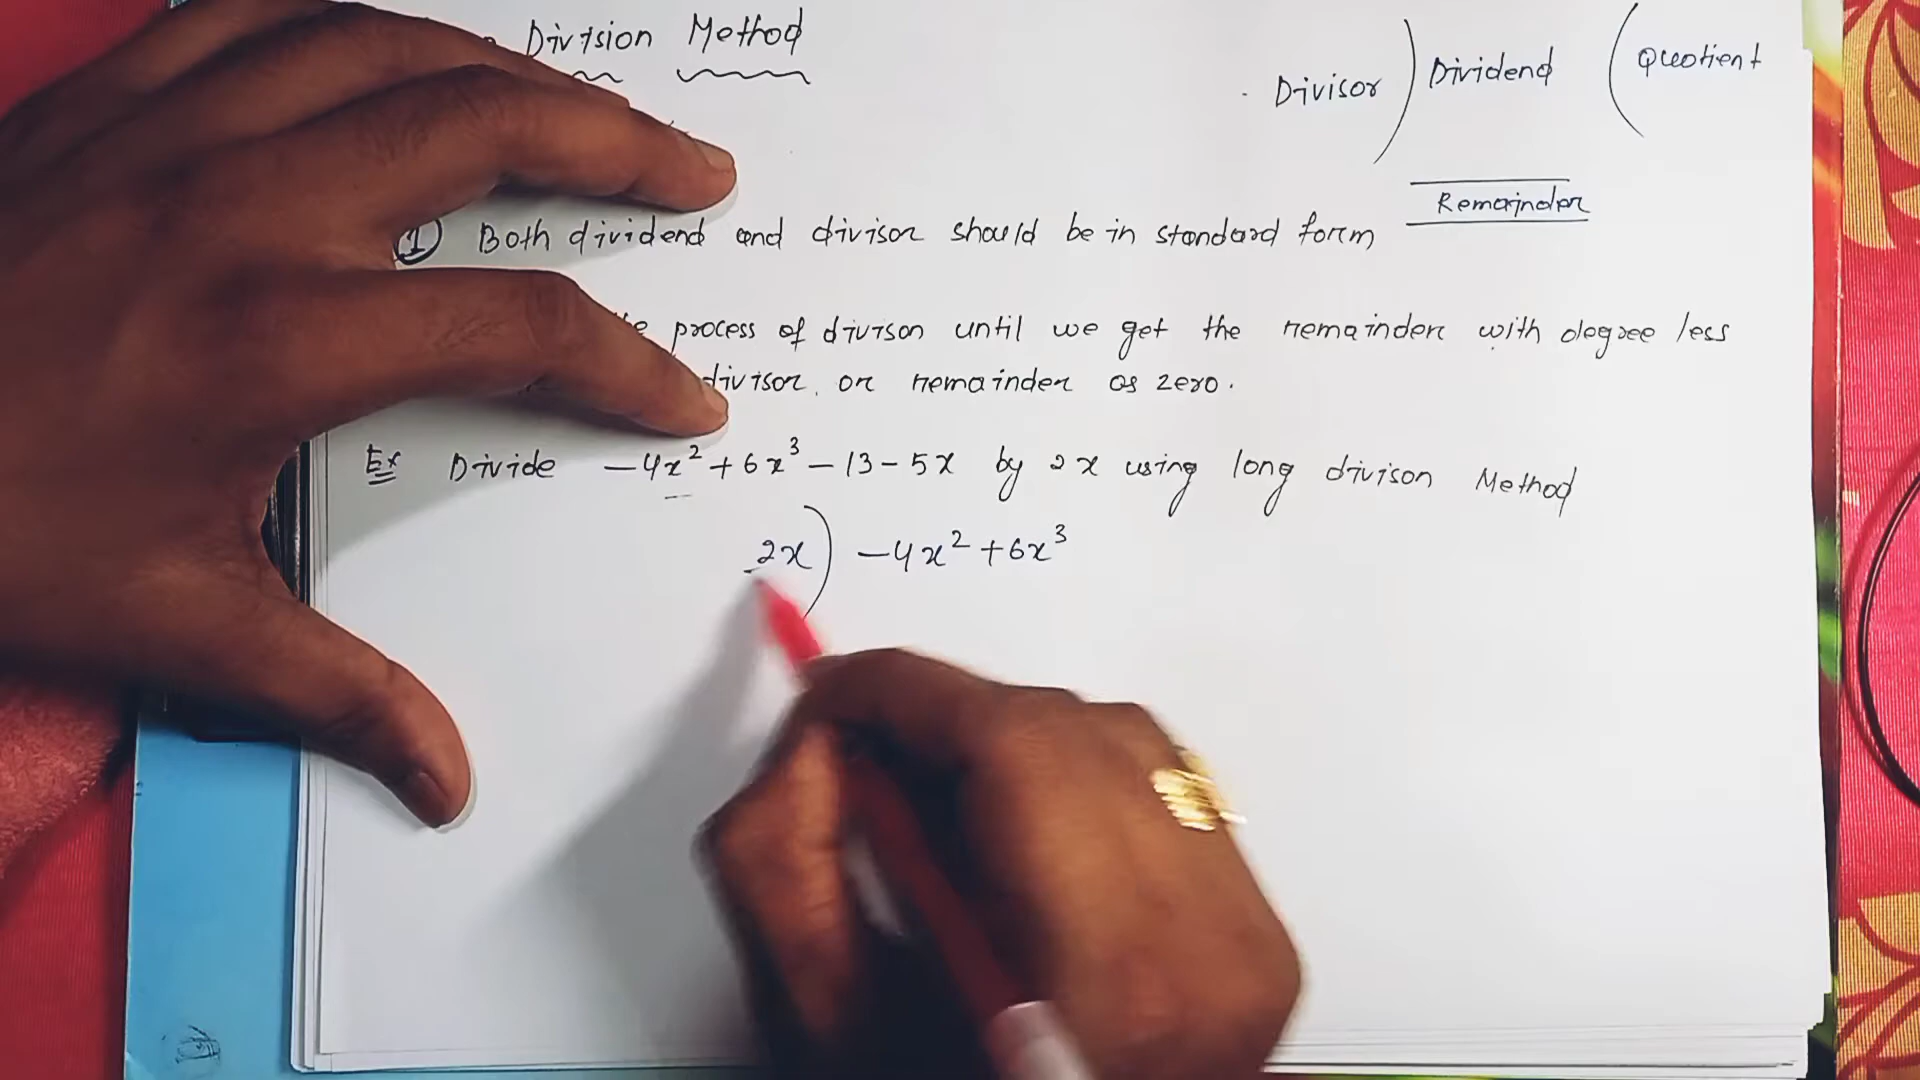 Division Method
Divisor ) Dividend ( Quotient
Remainder
① Both dividend and divisor should be in standard form
process of divison until we get the remainder with degree less
divisor. or remainder as zero.
Ex Divide -4x² + 6x³ - 13 - 5x by 2x using long divison Method
2x ) -4x² + 6x³